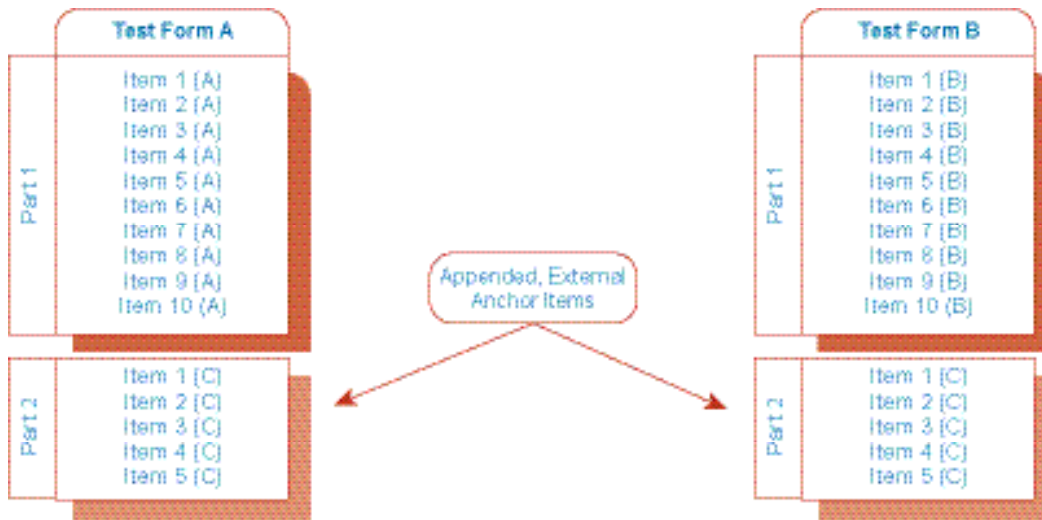 Test Form A
Part 1
Item 1 (A)
Item 2 (A)
Item 3 (A)
Item 4 (A)
Item 5 (A)
Item 6 (A)
Item 7 (A)
Item 8 (A)
Item 9 (A)
Item 10 (A)
Part 2
Item 1 (C)
Item 2 (C)
Item 3 (C)
Item 4 (C)
Item 5 (C)
Appended, External
Anchor Items
Test Form B
Part 1
Item 1 (B)
Item 2 (B)
Item 3 (B)
Item 4 (B)
Item 5 (B)
Item 6 (B)
Item 7 (B)
Item 8 (B)
Item 9 (B)
Item 10 (B)
Part 2
Item 1 (C)
Item 2 (C)
Item 3 (C)
Item 4 (C)
Item 5 (C)